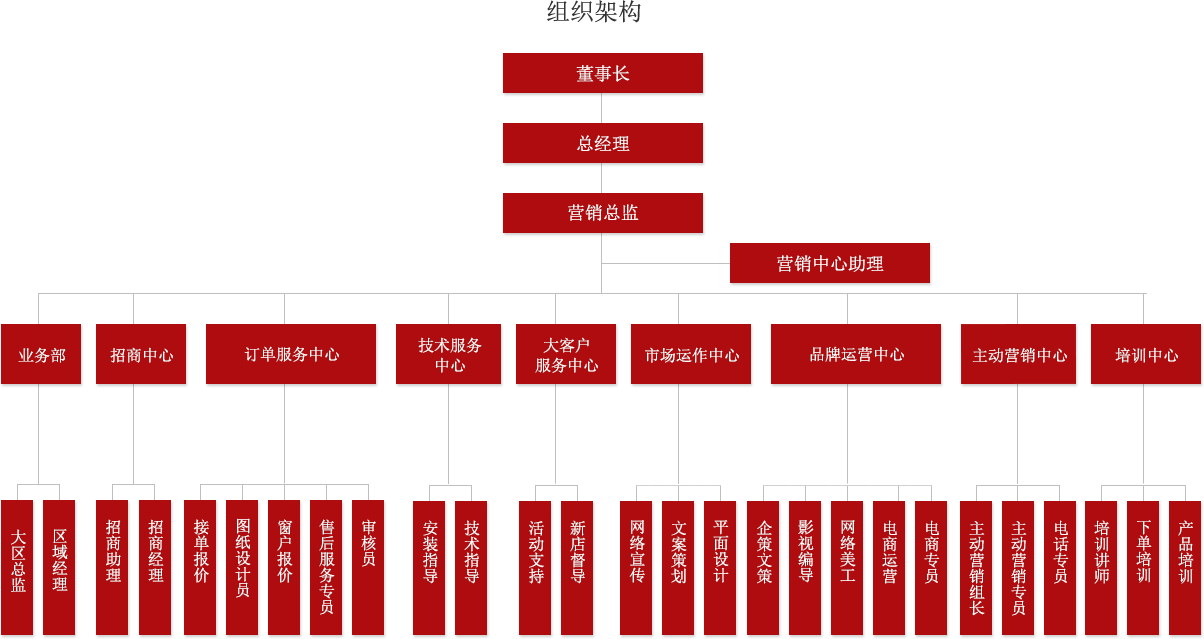 组织架构
董事长
总经理
营销总监
营销中心助理
业务部
招商中心
订单服务中心
技术服务
中心
大客户
服务中心
市场运作中心
品牌运营中心
主动营销中心
培训中心
大区总监
区域经理
招商助理
招商经理
接单报价
图纸设计员
窗户报价
售后服务专员
审核员
安装指导
技术指导
活动支持
新店督导
网络宣传
文案策划
平面设计
企策文策
影视编导
网络美工
电商运营
电商专员
主动营销组长
主动营销专员
电话专员
培训讲师
下单培训
产品培训